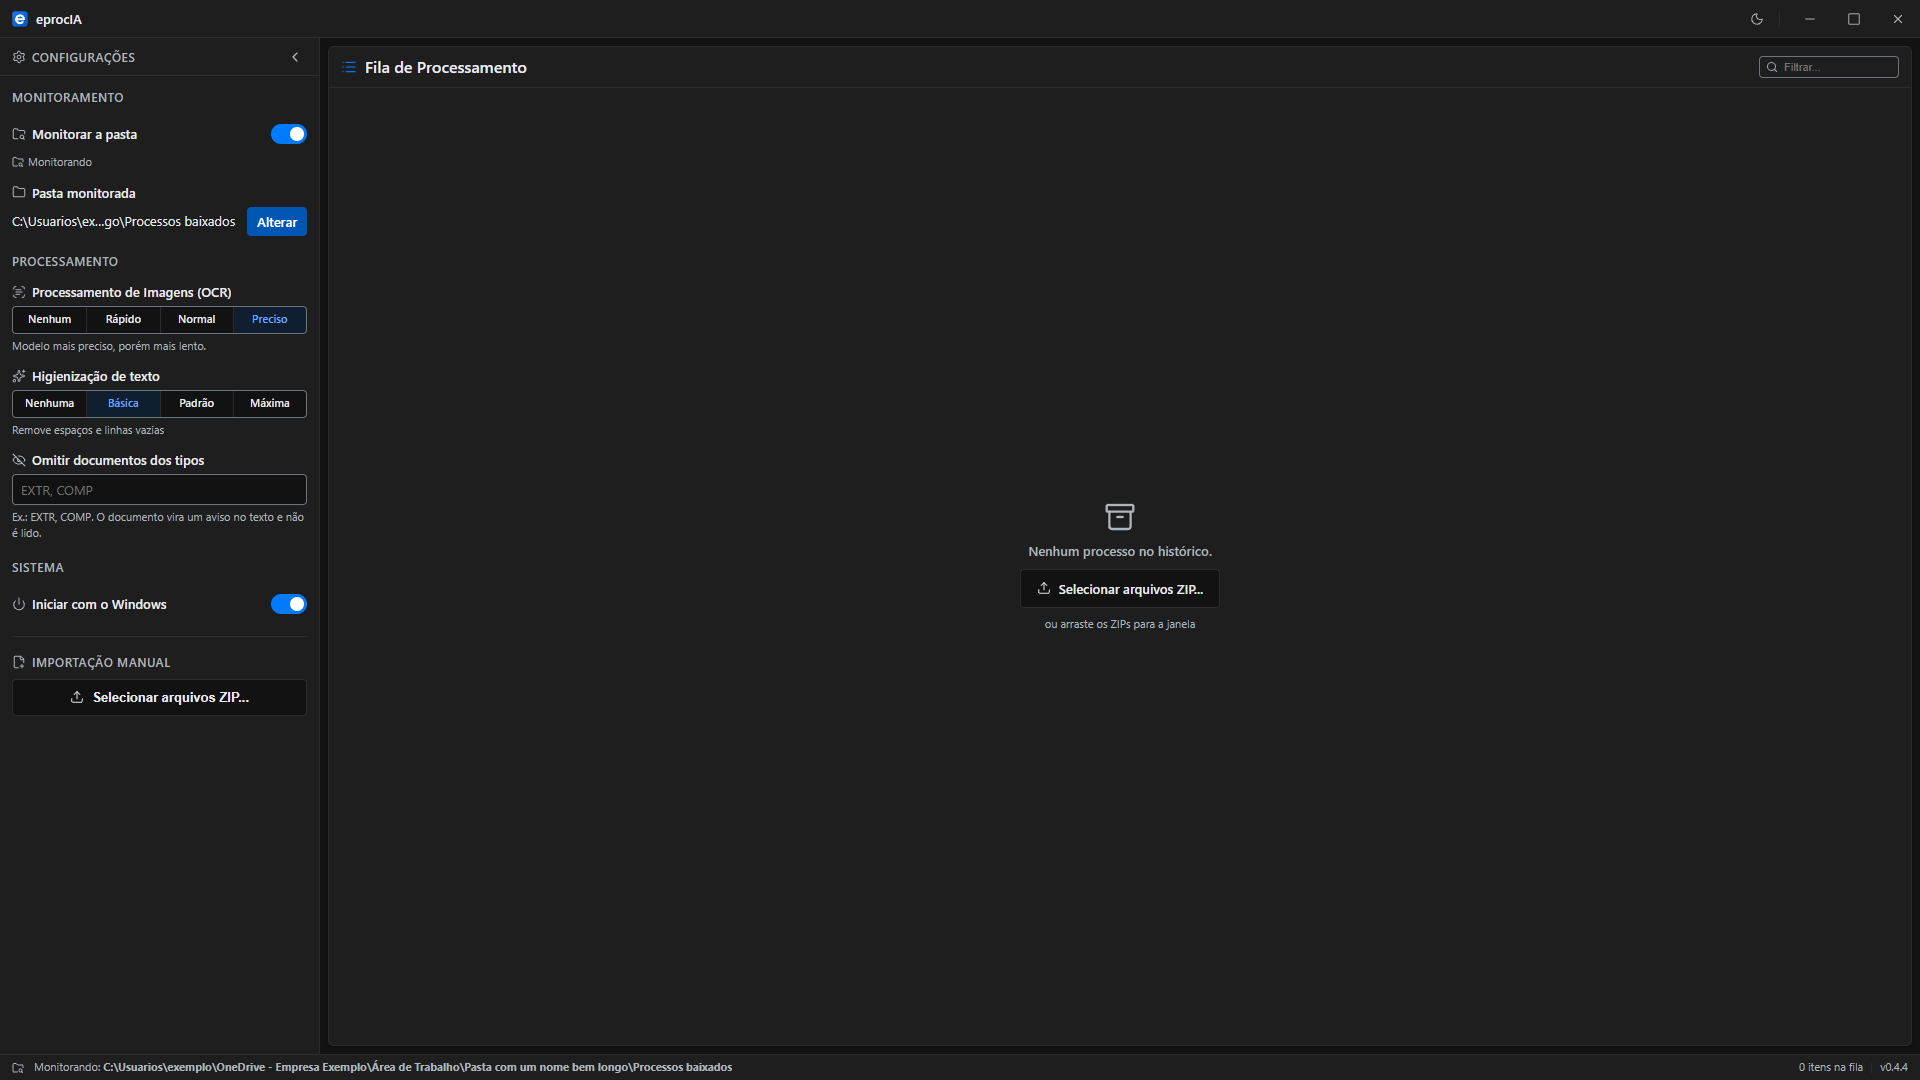 eprocIA
CONFIGURAÇÕES
MONITORAMENTO
Monitorar a pasta
Monitorando
Pasta monitorada
C:\Usuarios\ex...go\Processos baixados
Alterar
PROCESSAMENTO
Processamento de Imagens (OCR)
Nenhum Rápido Normal Preciso
Modelo mais preciso, porém mais lento.
Higienização de texto
Nenhuma Básica Padrão Máxima
Remove espaços e linhas vazias
Omitir documentos dos tipos
EXTR, COMP
Ex.: EXTR, COMP. O documento vira um aviso no texto e não
é lido.
SISTEMA
Iniciar com o Windows
IMPORTAÇÃO MANUAL
Selecionar arquivos ZIP...
Fila de Processamento
Filtrar...
Nenhum processo no histórico.
Selecionar arquivos ZIP...
ou arraste os ZIPs para a janela
Monitorando: C:\Usuarios\exemplo\OneDrive - Empresa Exemplo\Área de Trabalho\Pasta com um nome bem longo\Processos baixados
0 itens na fila
v0.4.4